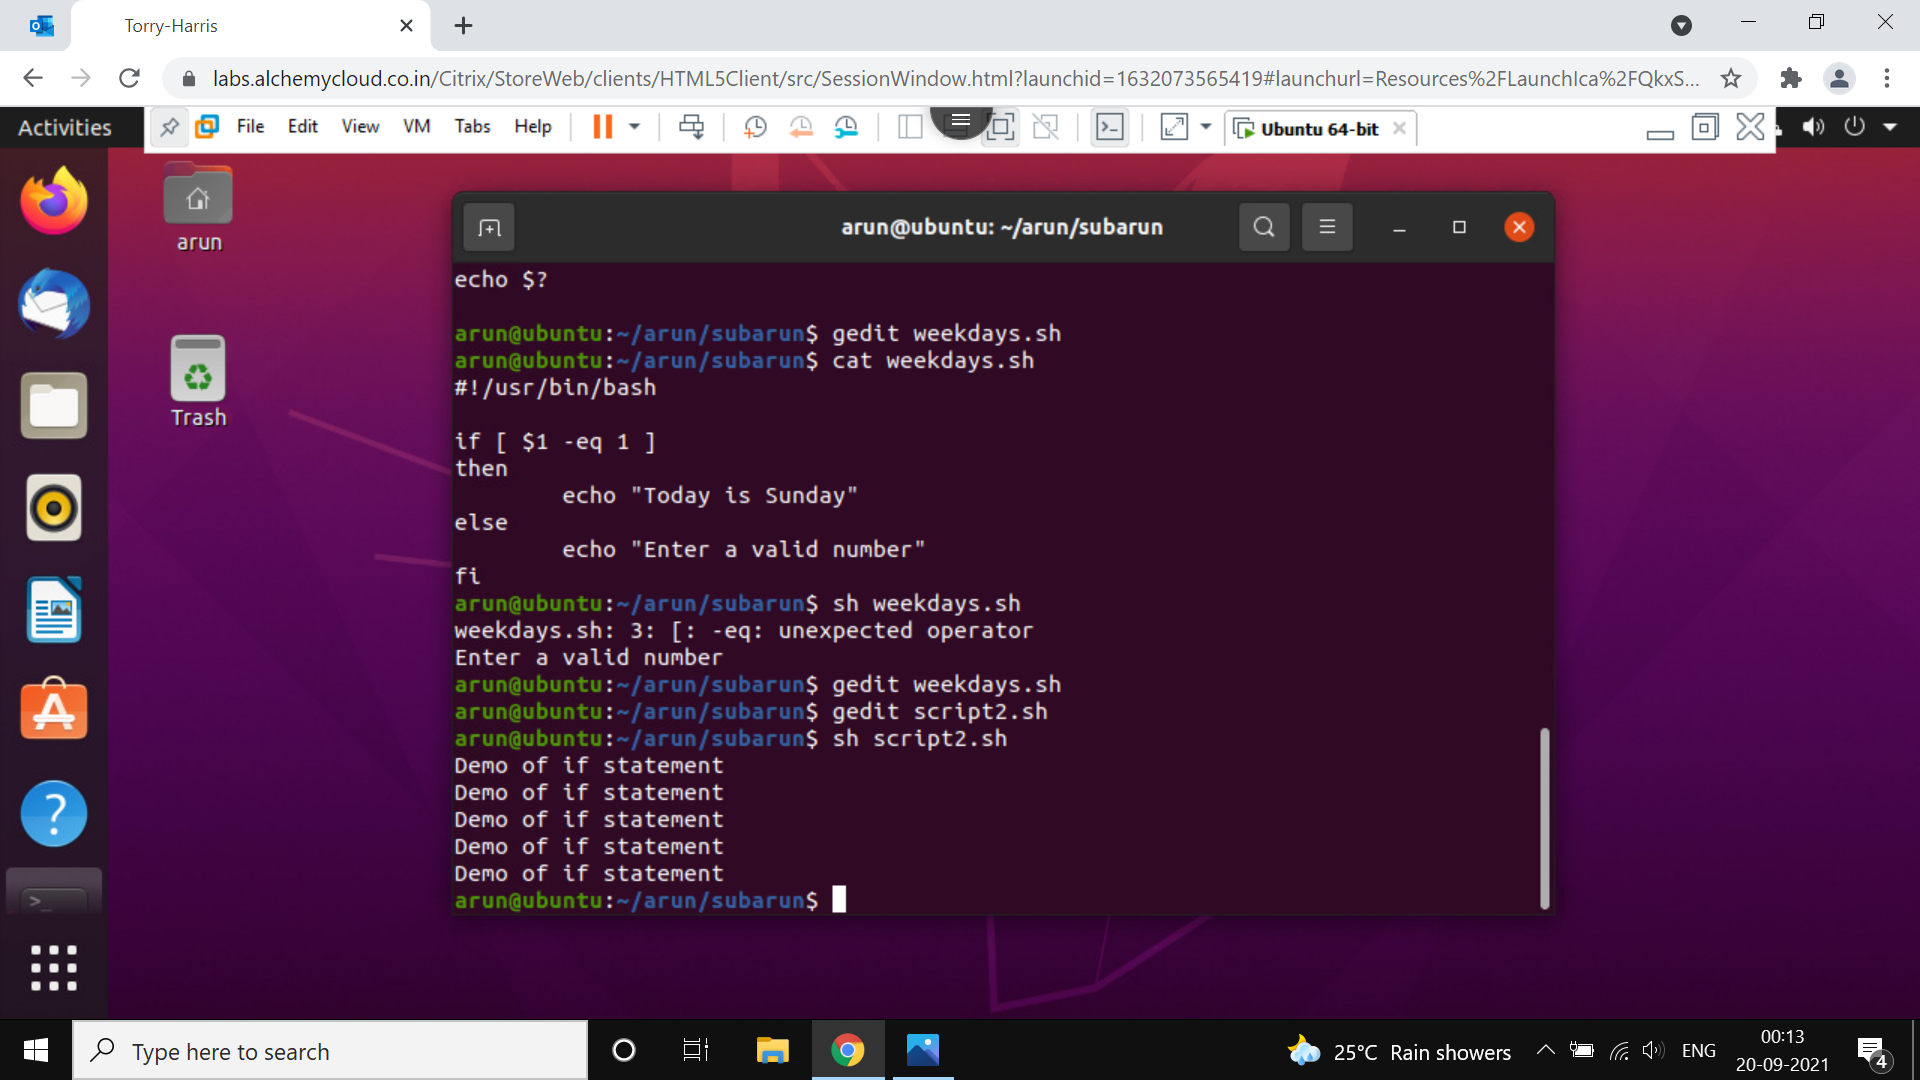 Torry-Harris
labs.alchemycloud.co.in/Citrix/StoreWeb/clients/HTML5Client/src/SessionWindow.html?launchid=1632073565419#launchurl=Resources%2FLaunchIca%2FQkxS...
Activities
File Edit View VM Tabs Help
Ubuntu 64-bit
arun
Trash
arun@ubuntu: ~/arun/subarun
echo $?
arun@ubuntu:~/arun/subarun$ gedit weekdays.sh
arun@ubuntu:~/arun/subarun$ cat weekdays.sh
#!/usr/bin/bash
if [ $1 -eq 1 ]
then
echo "Today is Sunday"
else
echo "Enter a valid number"
fi
arun@ubuntu:~/arun/subarun$ sh weekdays.sh
weekdays.sh: 3: [: -eq: unexpected operator
Enter a valid number
arun@ubuntu:~/arun/subarun$ gedit weekdays.sh
arun@ubuntu:~/arun/subarun$ gedit script2.sh
arun@ubuntu:~/arun/subarun$ sh script2.sh
Demo of if statement
Demo of if statement
Demo of if statement
Demo of if statement
Demo of if statement
arun@ubuntu:~/arun/subarun$
Type here to search
25°C Rain showers
ENG
00:13
20-09-2021
4